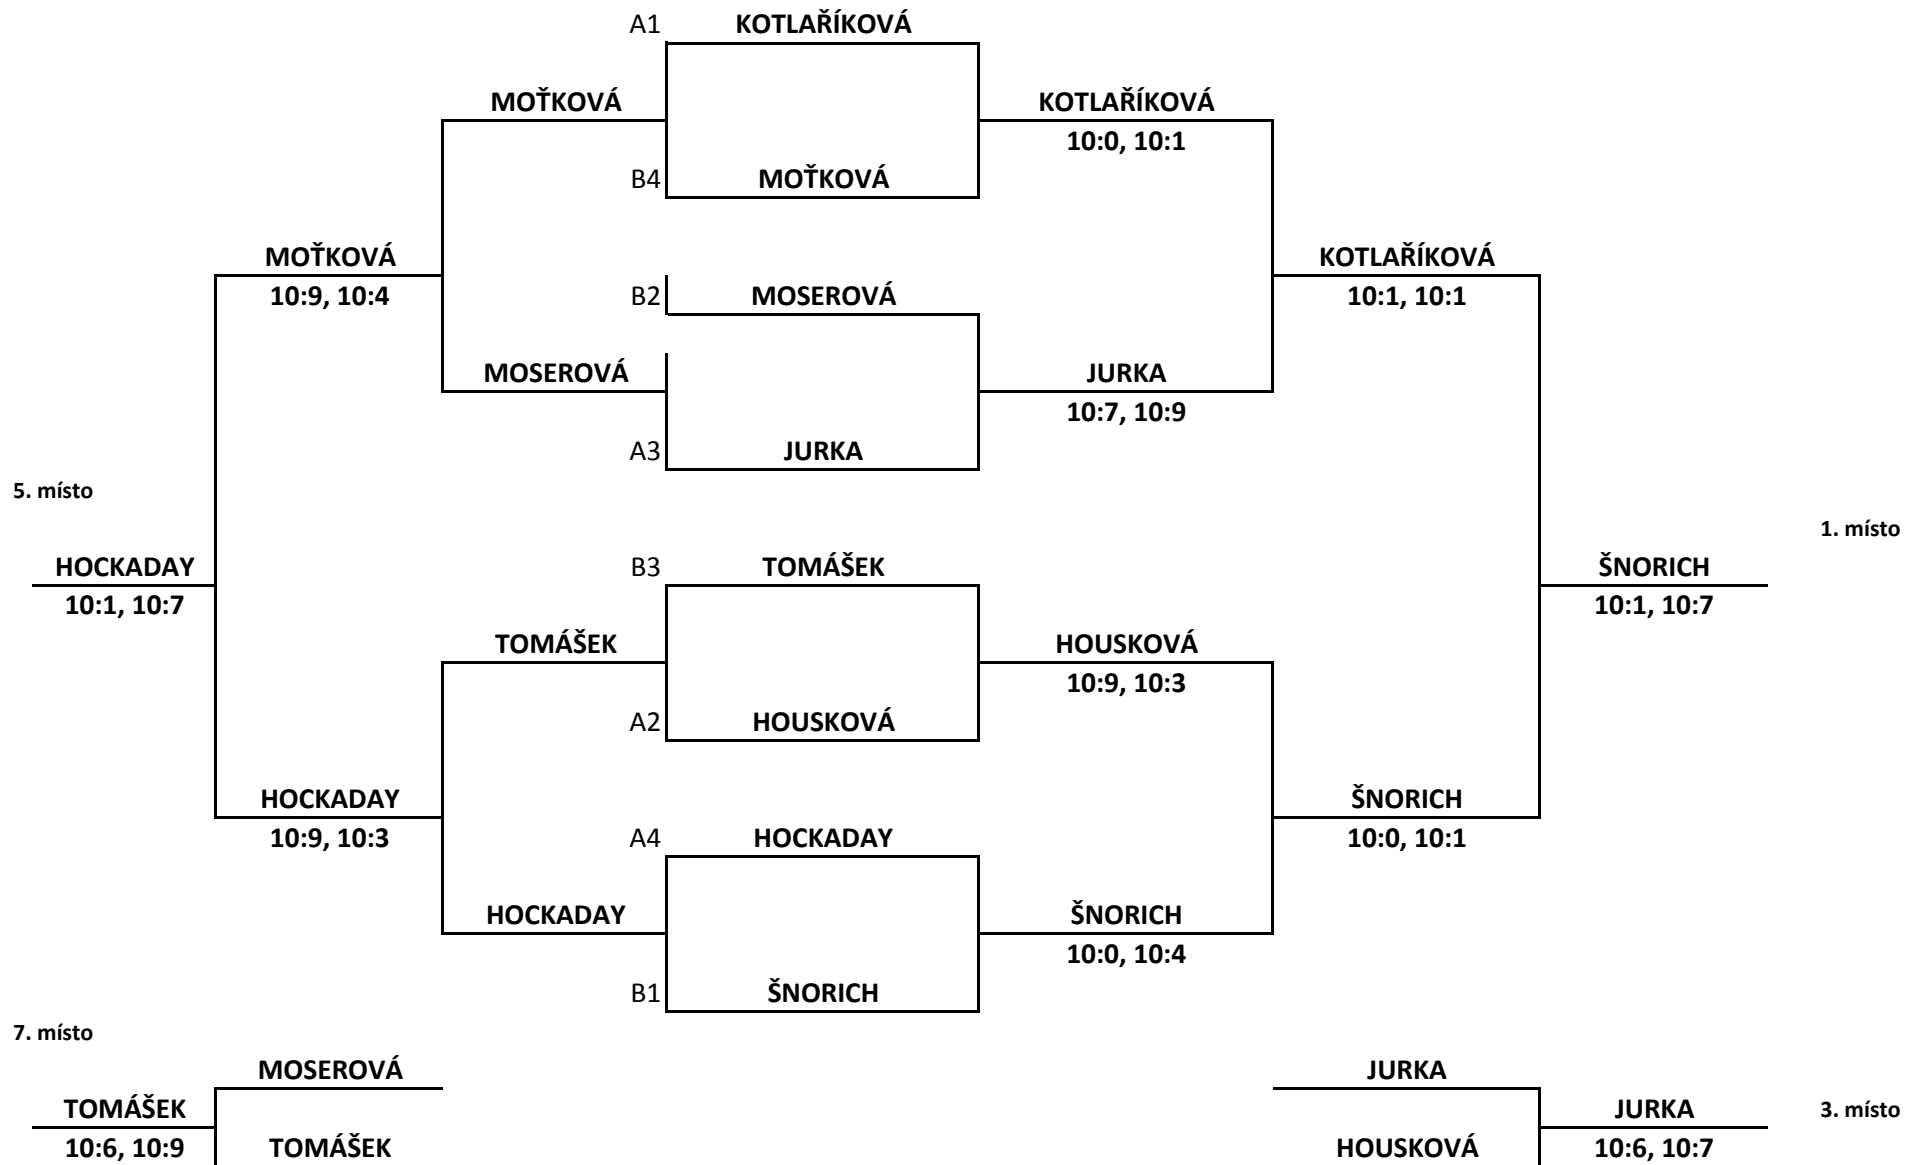 A1 KOTLAŘÍKOVÁ
MOŤKOVÁ KOTLAŘÍKOVÁ
10:0, 10:1
B4 MOŤKOVÁ
MOŤKOVÁ KOTLAŘÍKOVÁ
10:9, 10:4 B2 MOSEROVÁ 10:1, 10:1
MOSEROVÁ JURKA
10:7, 10:9
A3 JURKA
5. místo
1. místo
HOCKADAY B3 TOMÁŠEK ŠNORICH
10:1, 10:7 10:1, 10:7
TOMÁŠEK HOUSKOVÁ
10:9, 10:3
A2 HOUSKOVÁ
HOCKADAY ŠNORICH
10:9, 10:3 A4 HOCKADAY 10:0, 10:1
HOCKADAY ŠNORICH
10:0, 10:4
B1 ŠNORICH
7. místo
MOSEROVÁ JURKA
TOMÁŠEK JURKA 3. místo
10:6, 10:9 TOMÁŠEK HOUSKOVÁ 10:6, 10:7